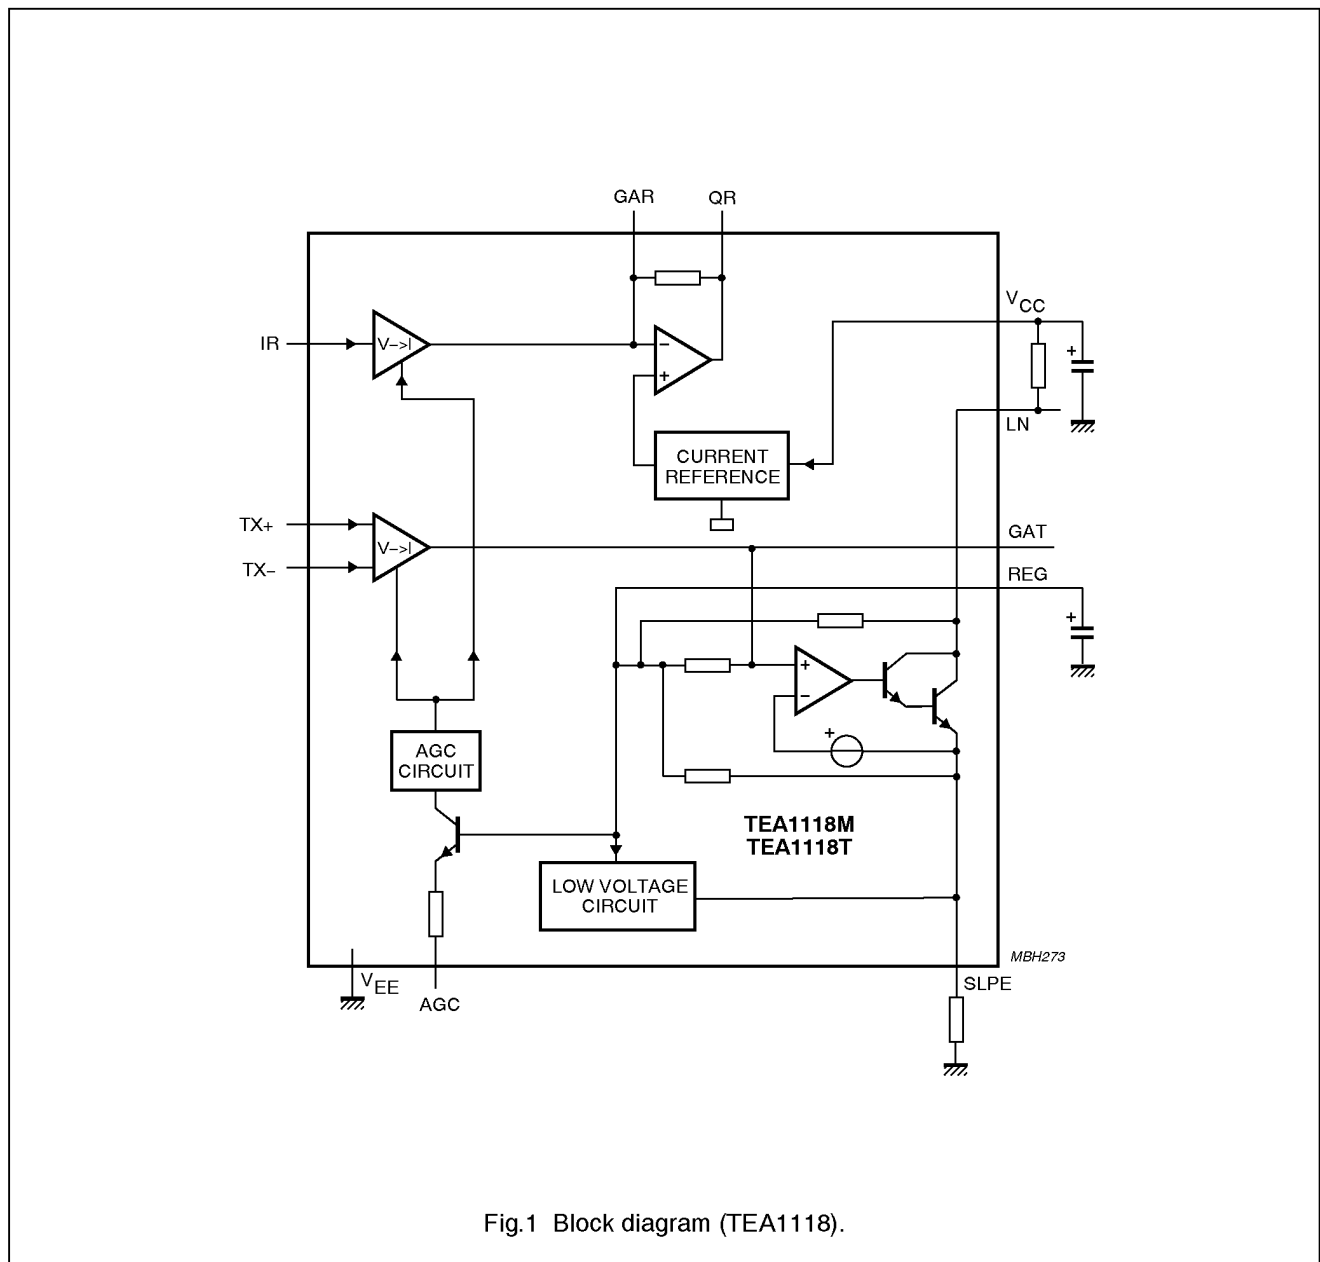 GAR
QR
V
CC
IR
V->I
−
+
+
LN
CURRENT
REFERENCE
TX+
V->I
GAT
TX−
REG
+
+
−
+
AGC
CIRCUIT
TEA1118M
TEA1118T
LOW VOLTAGE
CIRCUIT
MBH273
VEE
SLPE
AGC
Fig.1 Block diagram (TEA1118).